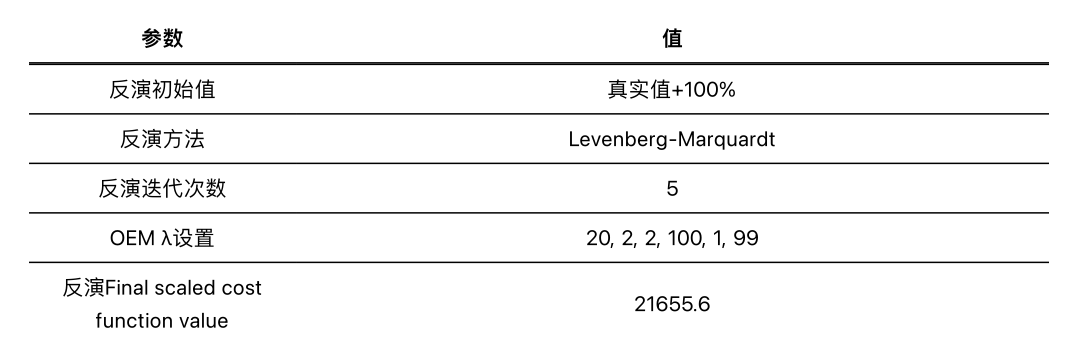 参数 值
反演初始值 真实值+100%
反演方法 Levenberg-Marquardt
反演迭代次数 5
OEM λ设置 20, 2, 2, 100, 1, 99
反演Final scaled cost
function value
21655.6